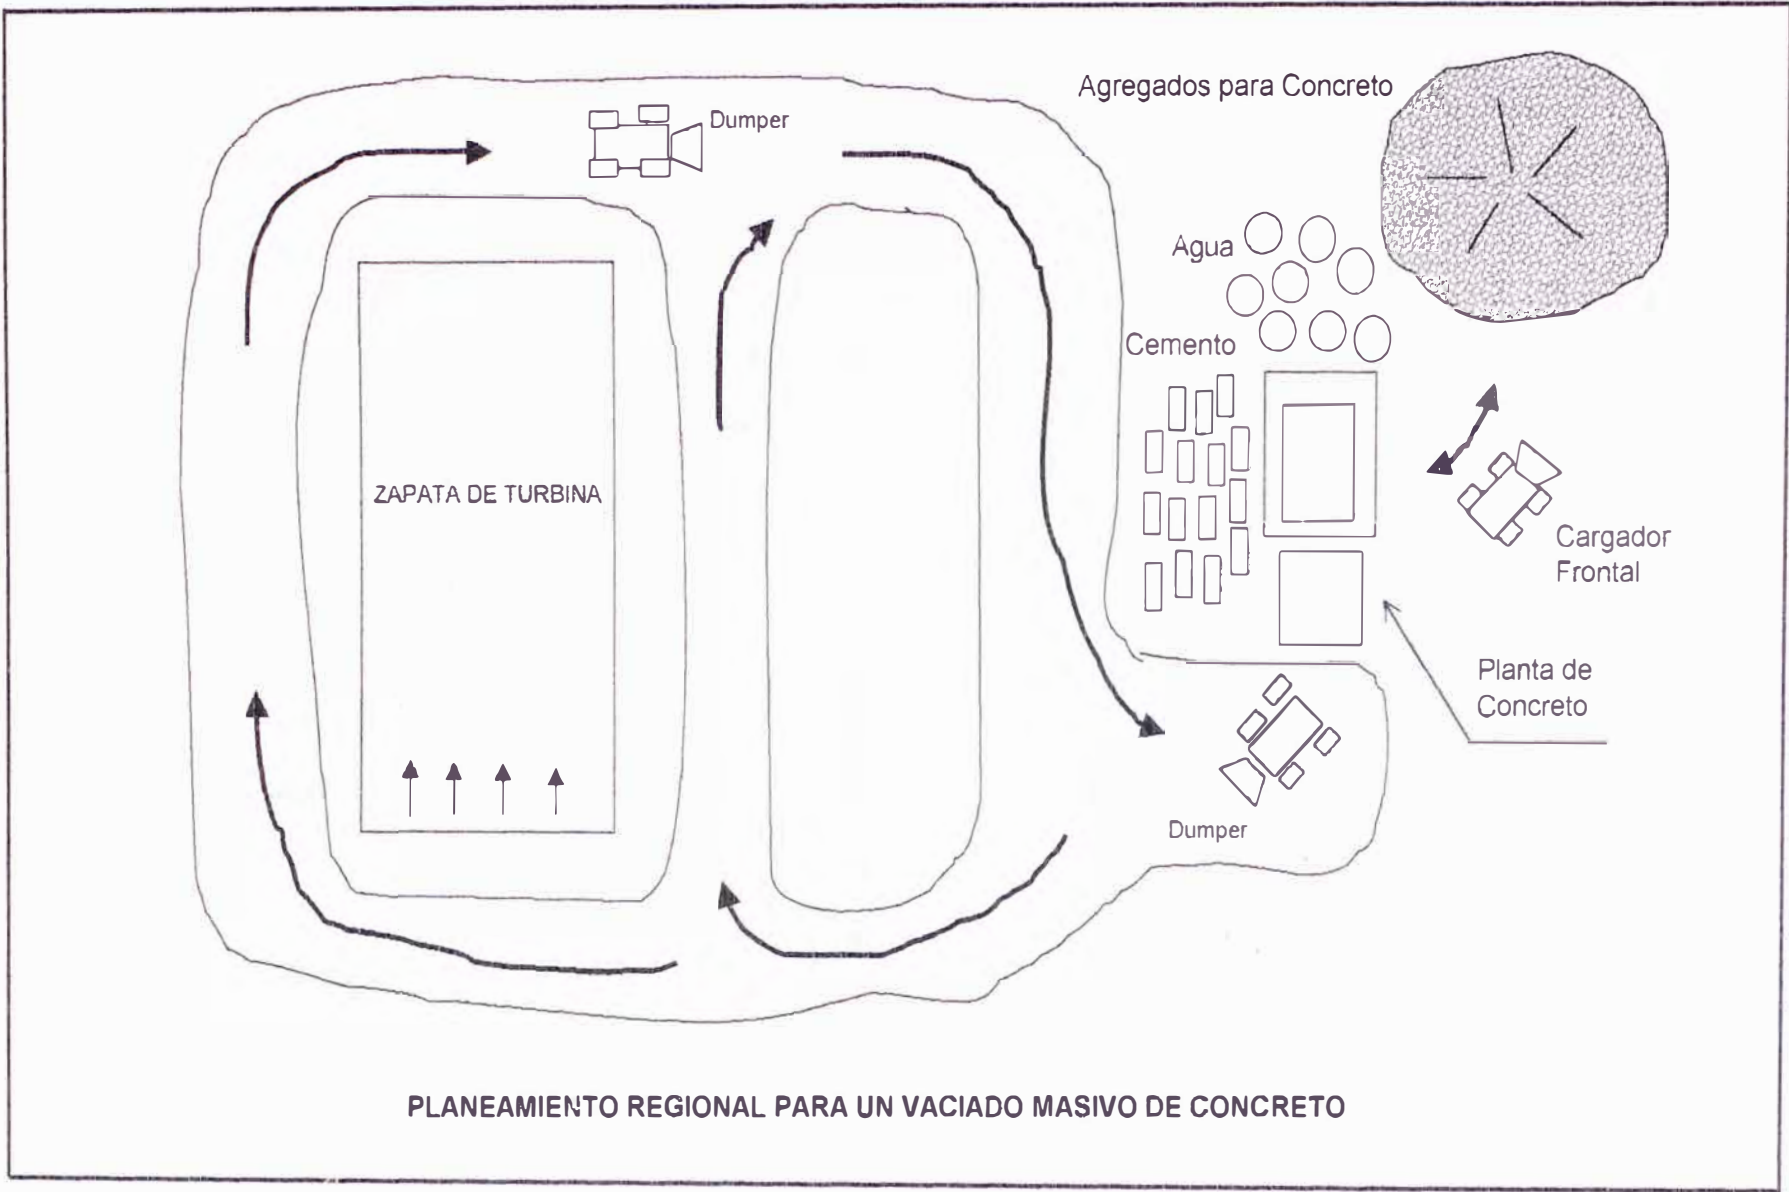 Dumper
Agregados para Concreto
Agua
Cemento
ZAPATA DE TURBINA
Cargador
Frontal
Planta de
Concreto
Dumper
PLANEAMIENTO REGIONAL PARA UN VACIADO MASIVO DE CONCRETO